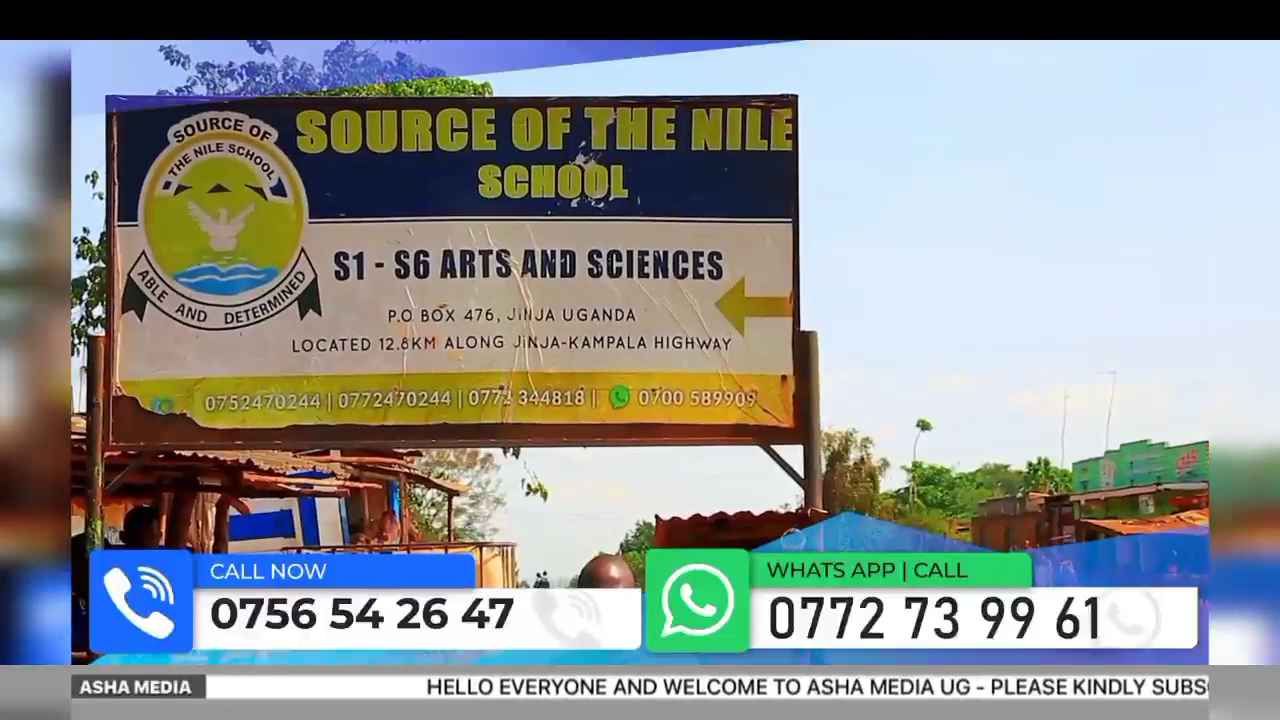 SOURCE OF
THE NILE SCHOOL
ABLE AND DETERMINED
SOURCE OF THE NILE
SCHOOL
S1 - S6 ARTS AND SCIENCES
P.O BOX 476, JINJA UGANDA
LOCATED 12.8KM ALONG JINJA-KAMPALA HIGHWAY
0752470244 | 0772470244 | 0772 344818 | 0700 589909
CALL NOW
0756 54 26 47
WHATS APP | CALL
0772 73 99 61
ASHA MEDIA
HELLO EVERYONE AND WELCOME TO ASHA MEDIA UG - PLEASE KINDLY SUBS